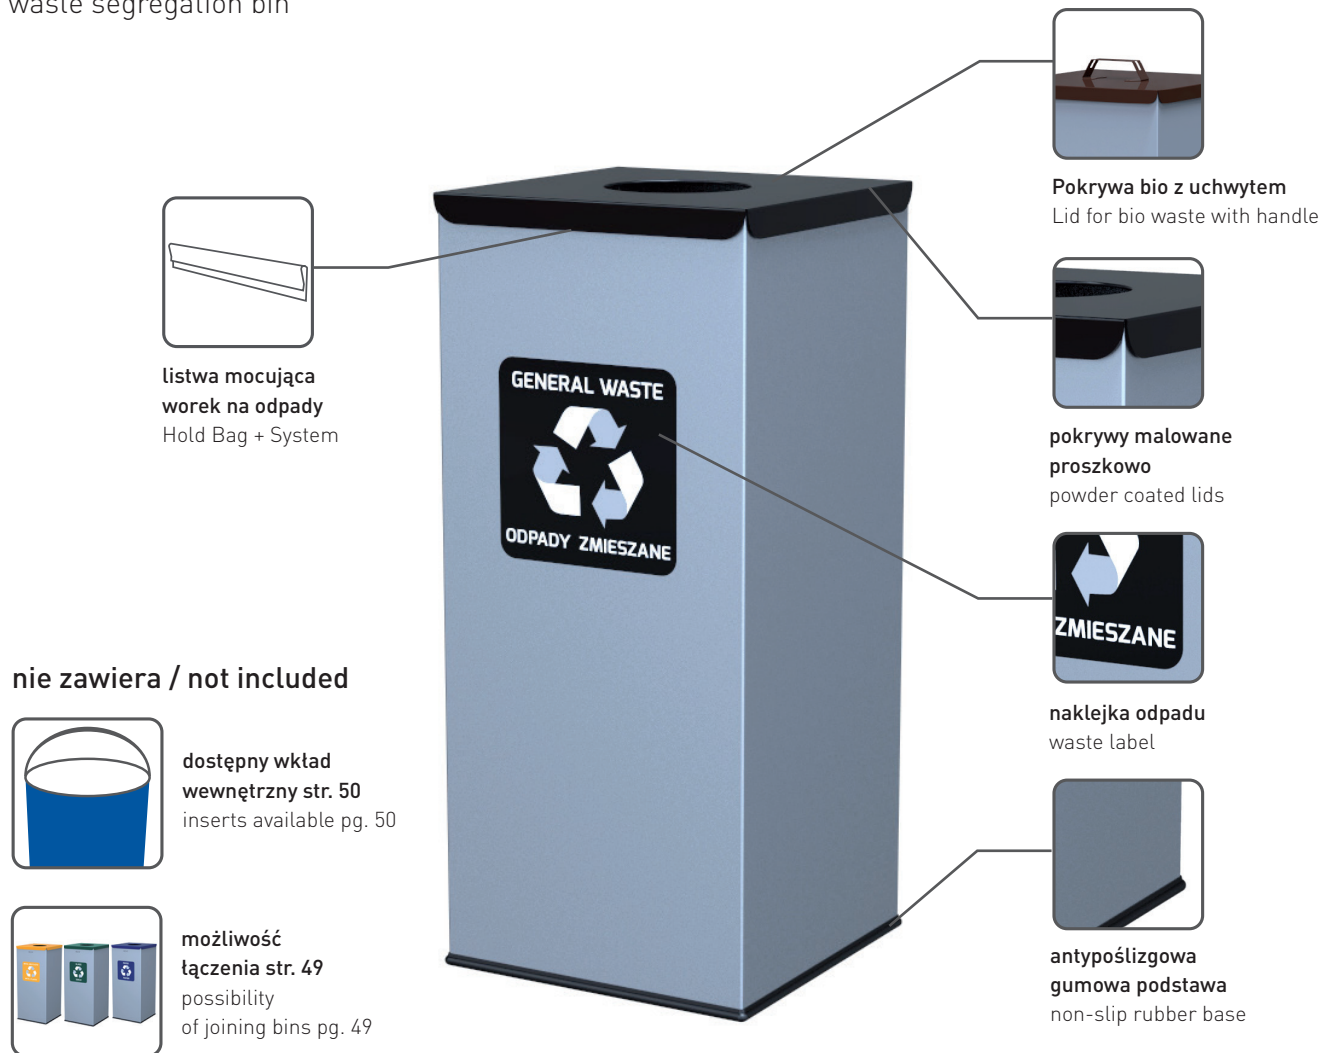 waste segregation bin
Pokrywa bio z uchwytem
Lid for bio waste with handle
listwa mocująca
worek na odpady
Hold Bag + System
GENERAL WASTE
ODPADY ZMIESZANE
pokrywy malowane
proszkowo
powder coated lids
ZMIESZANE
naklejka odpadu
waste label
nie zawiera / not included
dostępny wkład
wewnętrzny str. 50
inserts available pg. 50
możliwość
łączenia str. 49
possibility
of joining bins pg. 49
antypoślizgowa
gumowa podstawa
non-slip rubber base